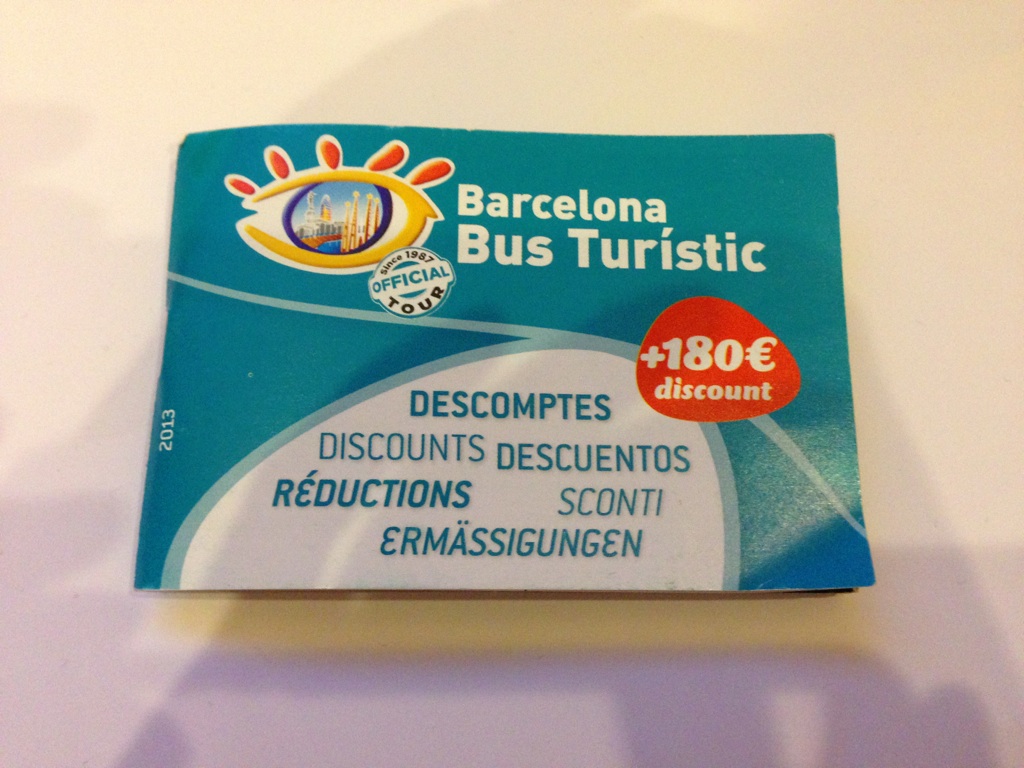 Barcelona
Bus Turístic
Since 1987
OFFICIAL
TOUR
+180€
discount
DESCOMPTES
DISCOUNTS DESCUENTOS
RÉDUCTIONS SCONTI
ERMÄSSIGUNGEN
2013